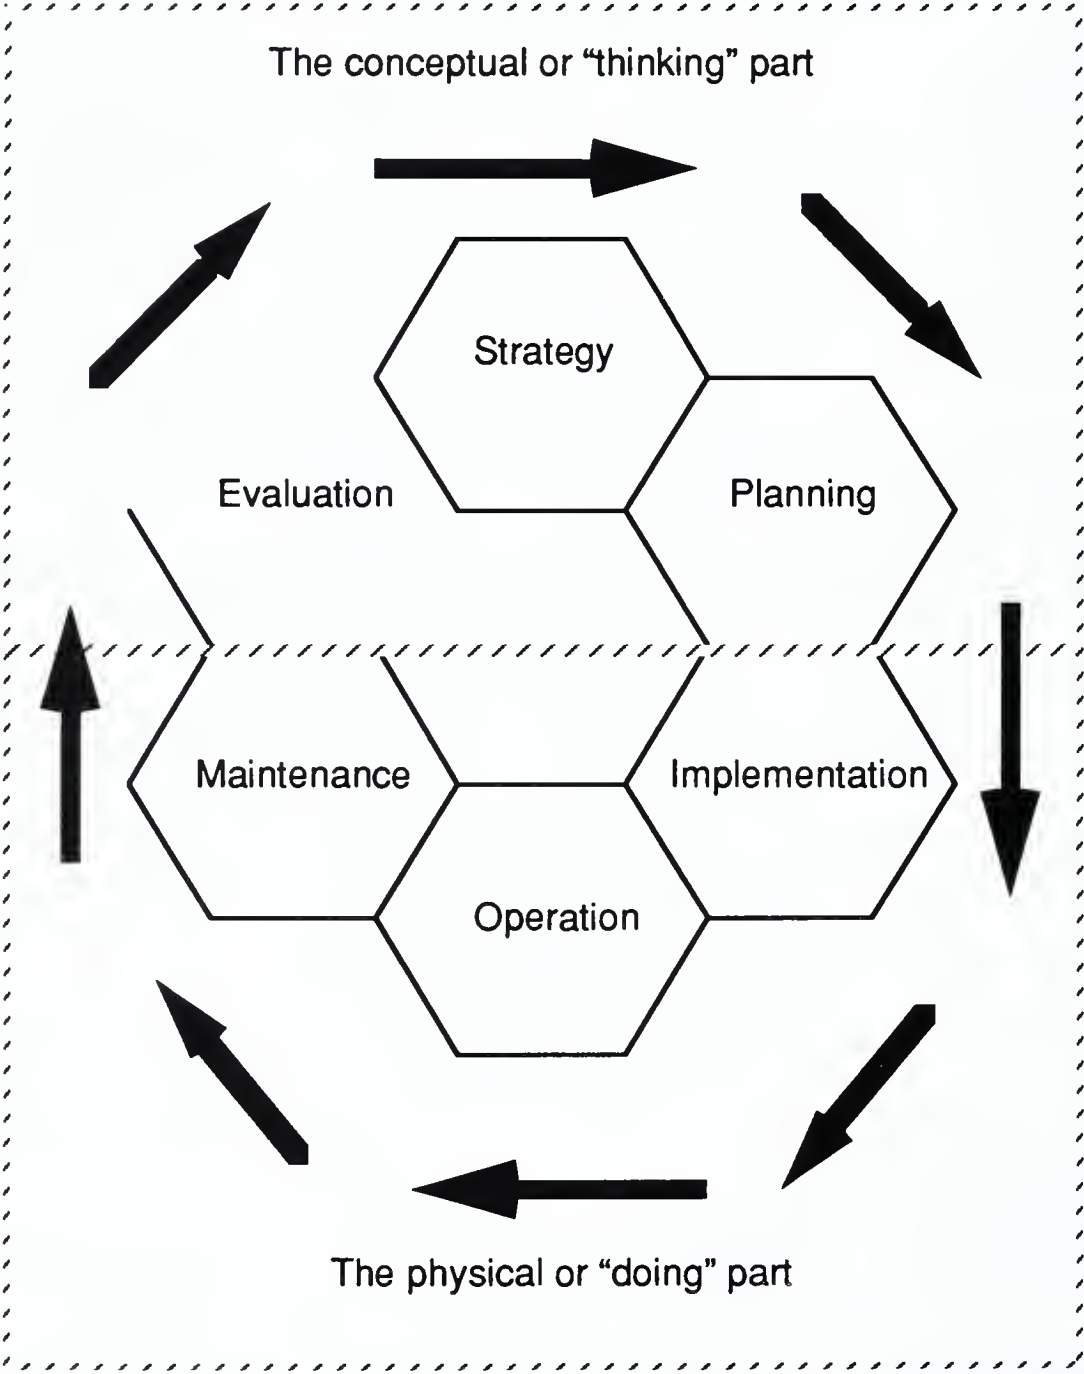 The conceptual or “thinking” part
Strategy
Evaluation
Planning
Maintenance
Implementation
Operation
The physical or “doing” part